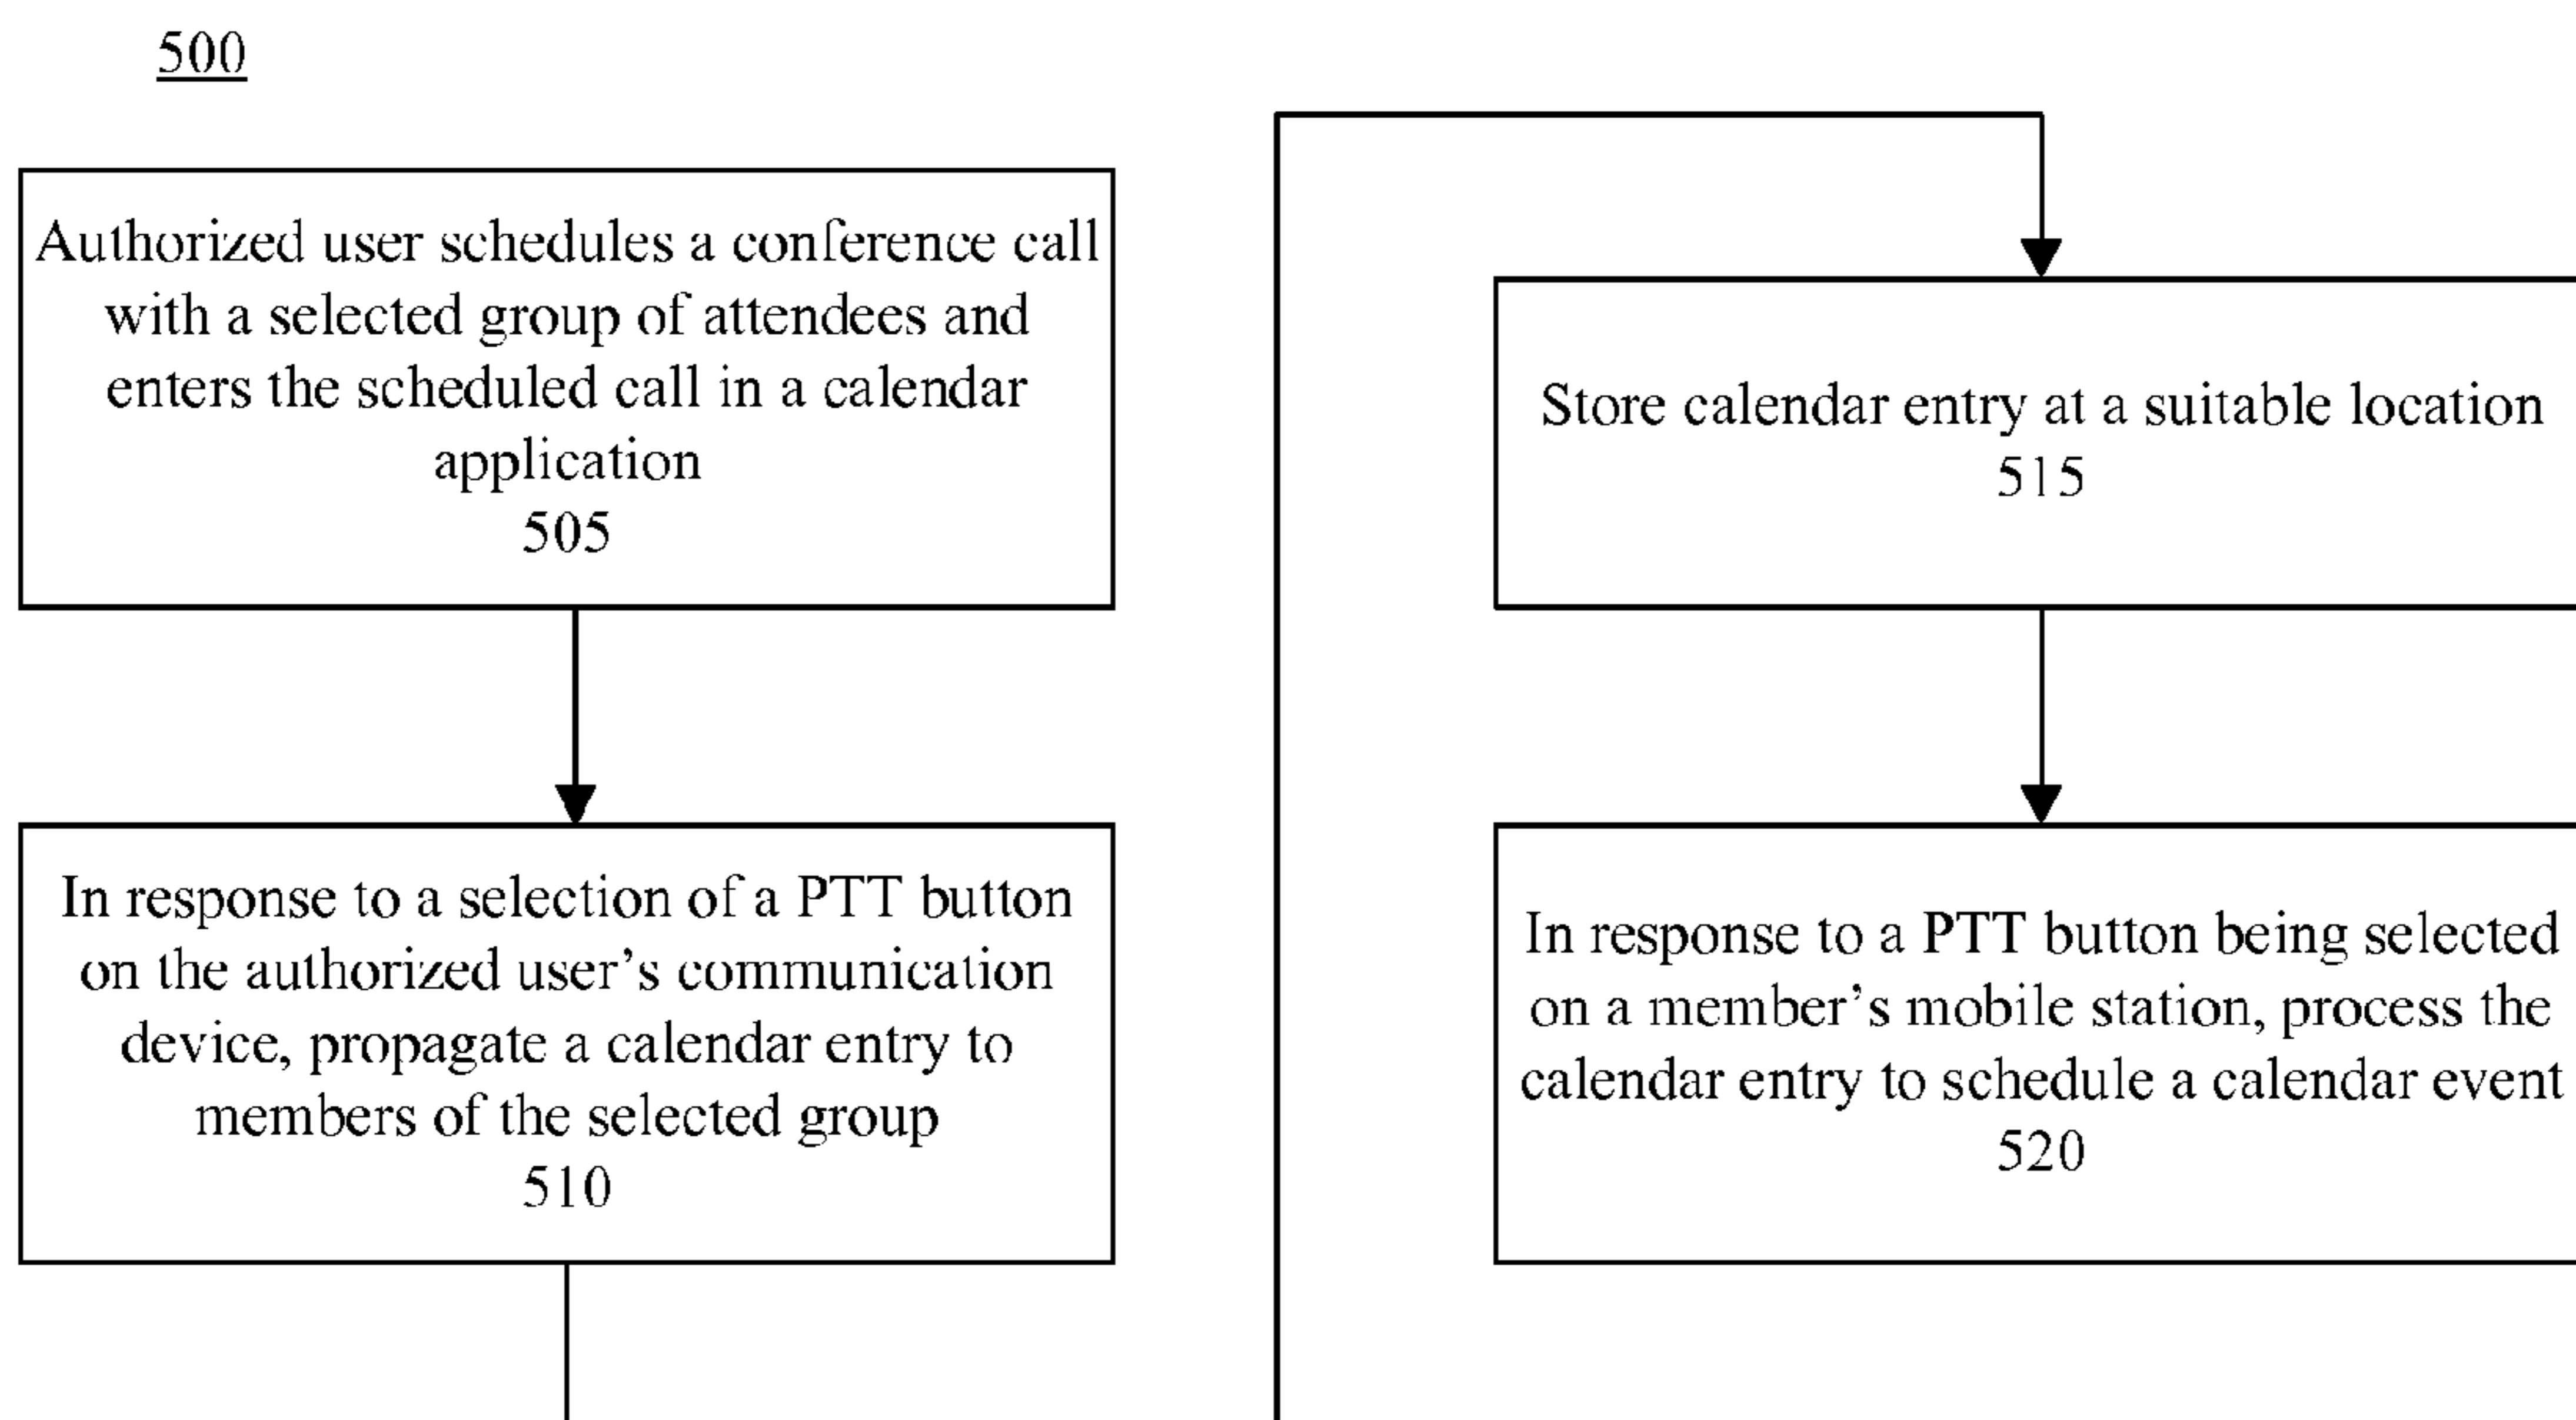 500
Authorized user schedules a conference call
with a selected group of attendees and
enters the scheduled call in a calendar
application
505
In response to a selection of a PTT button
on the authorized user's communication
device, propagate a calendar entry to
members of the selected group
510
Store calendar entry at a suitable location
515
In response to a PTT button being selected
on a member's mobile station, process the
calendar entry to schedule a calendar event
520